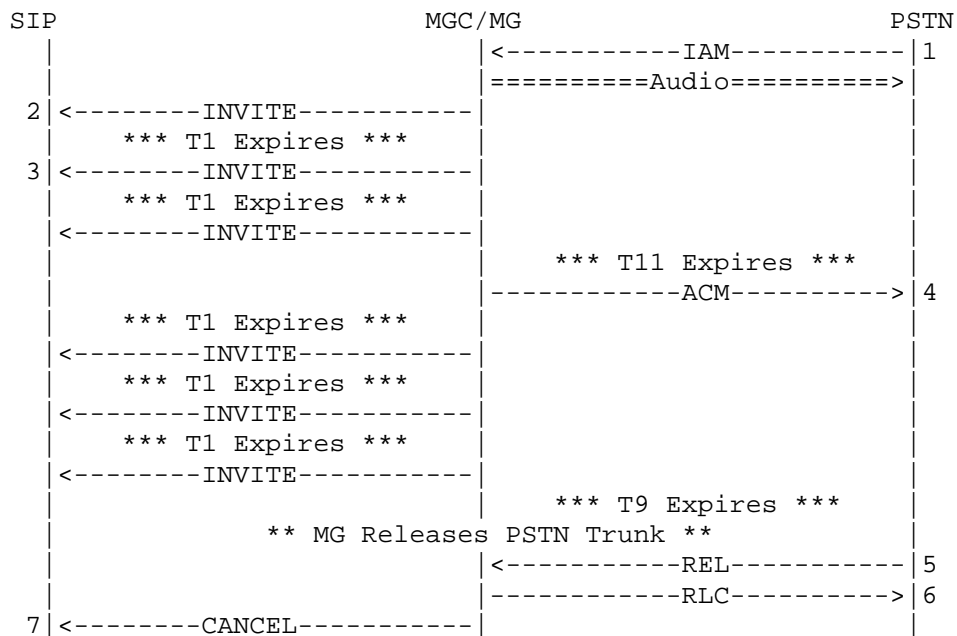 SIP                       MGC/MG                       PSTN
  |                          |<-----------IAM-----------|1
  |                          |==========Audio==========>|
 2|<--------INVITE-----------|                          |
  |    *** T1 Expires ***    |                          |
 3|<--------INVITE-----------|                          |
  |    *** T1 Expires ***    |                          |
  |<--------INVITE-----------|                          |
  |                          |    *** T11 Expires ***   |
  |                          |------------ACM---------->|4
  |    *** T1 Expires ***    |                          |
  |<--------INVITE-----------|                          |
  |    *** T1 Expires ***    |                          |
  |<--------INVITE-----------|                          |
  |    *** T1 Expires ***    |                          |
  |<--------INVITE-----------|                          |
  |                          |    *** T9 Expires ***    |
  |             ** MG Releases PSTN Trunk **            |
  |                          |<-----------REL-----------|5
  |                          |------------RLC---------->|6
 7|<--------CANCEL-----------|                          |